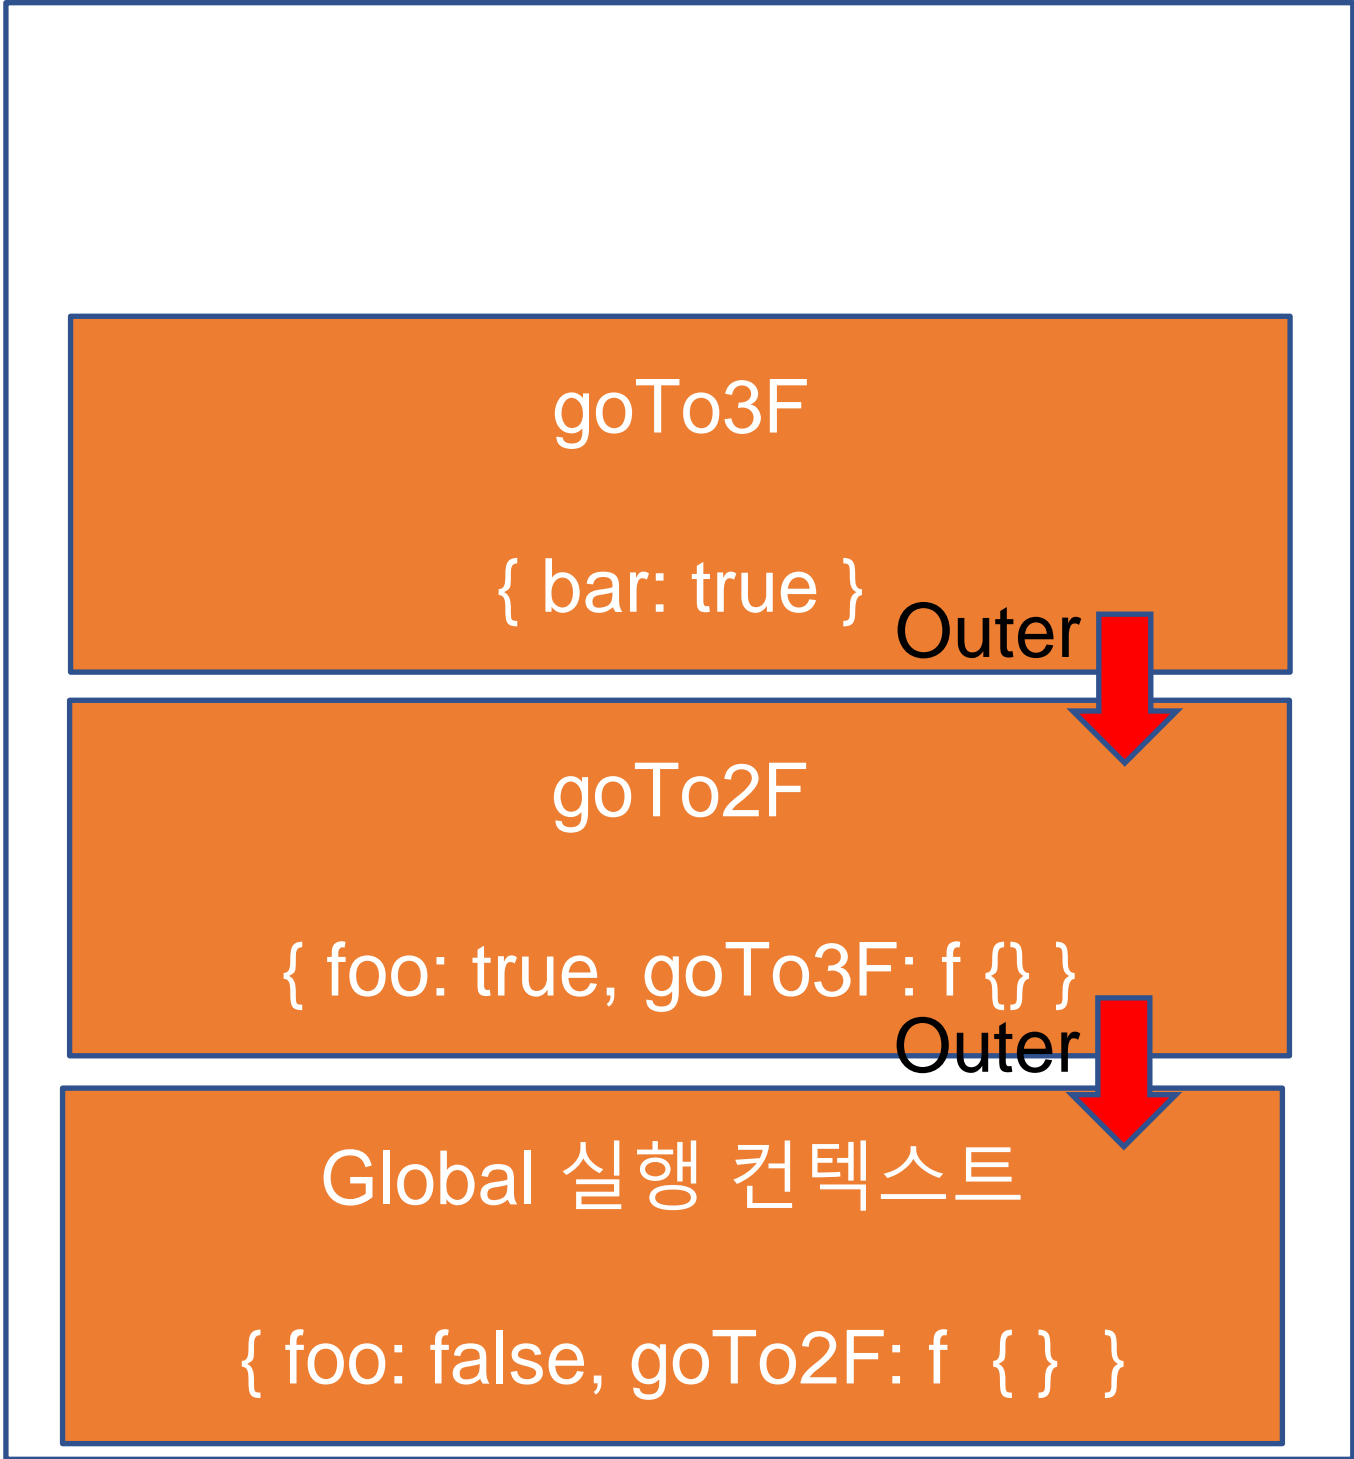 goTo3F
{ bar: true }
Outer
goTo2F
{ foo: true, goTo3F: f {} }
Outer
Global 실행 컨텍스트
{ foo: false, goTo2F: f { } }